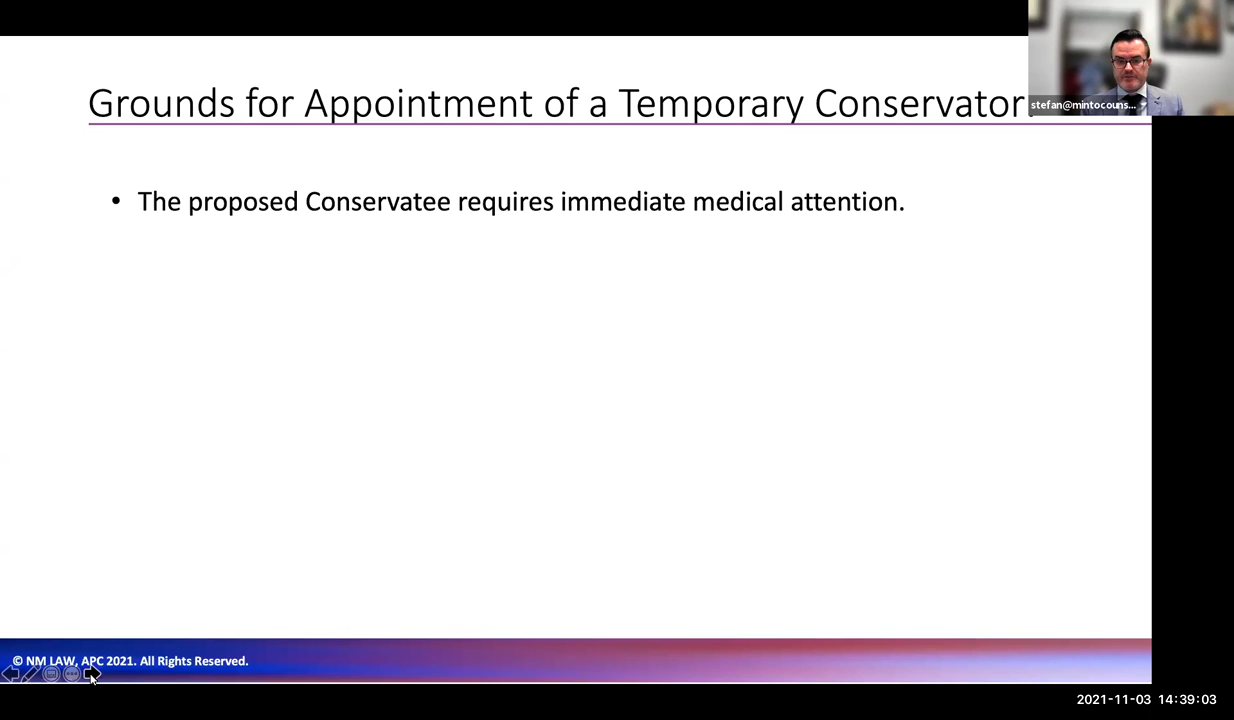 Grounds for Appointment of a Temporary Conservator.
stefan@mintocouns...
• The proposed Conservatee requires immediate medical attention.
© NM LAW, APC 2021. All Rights Reserved.
2021-11-03 14:39:03